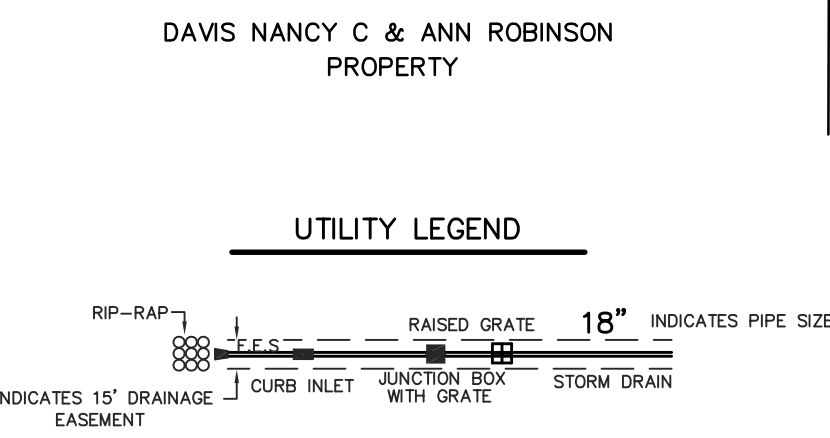 DAVIS NANCY C & ANN ROBINSON
PROPERTY
UTILITY LEGEND
RIP-RAP
F.E.S
RAISED GRATE
18"
INDICATES PIPE SIZE
CURB INLET
JUNCTION BOX
WITH GRATE
STORM DRAIN
NDICATES 15' DRAINAGE
EASEMENT